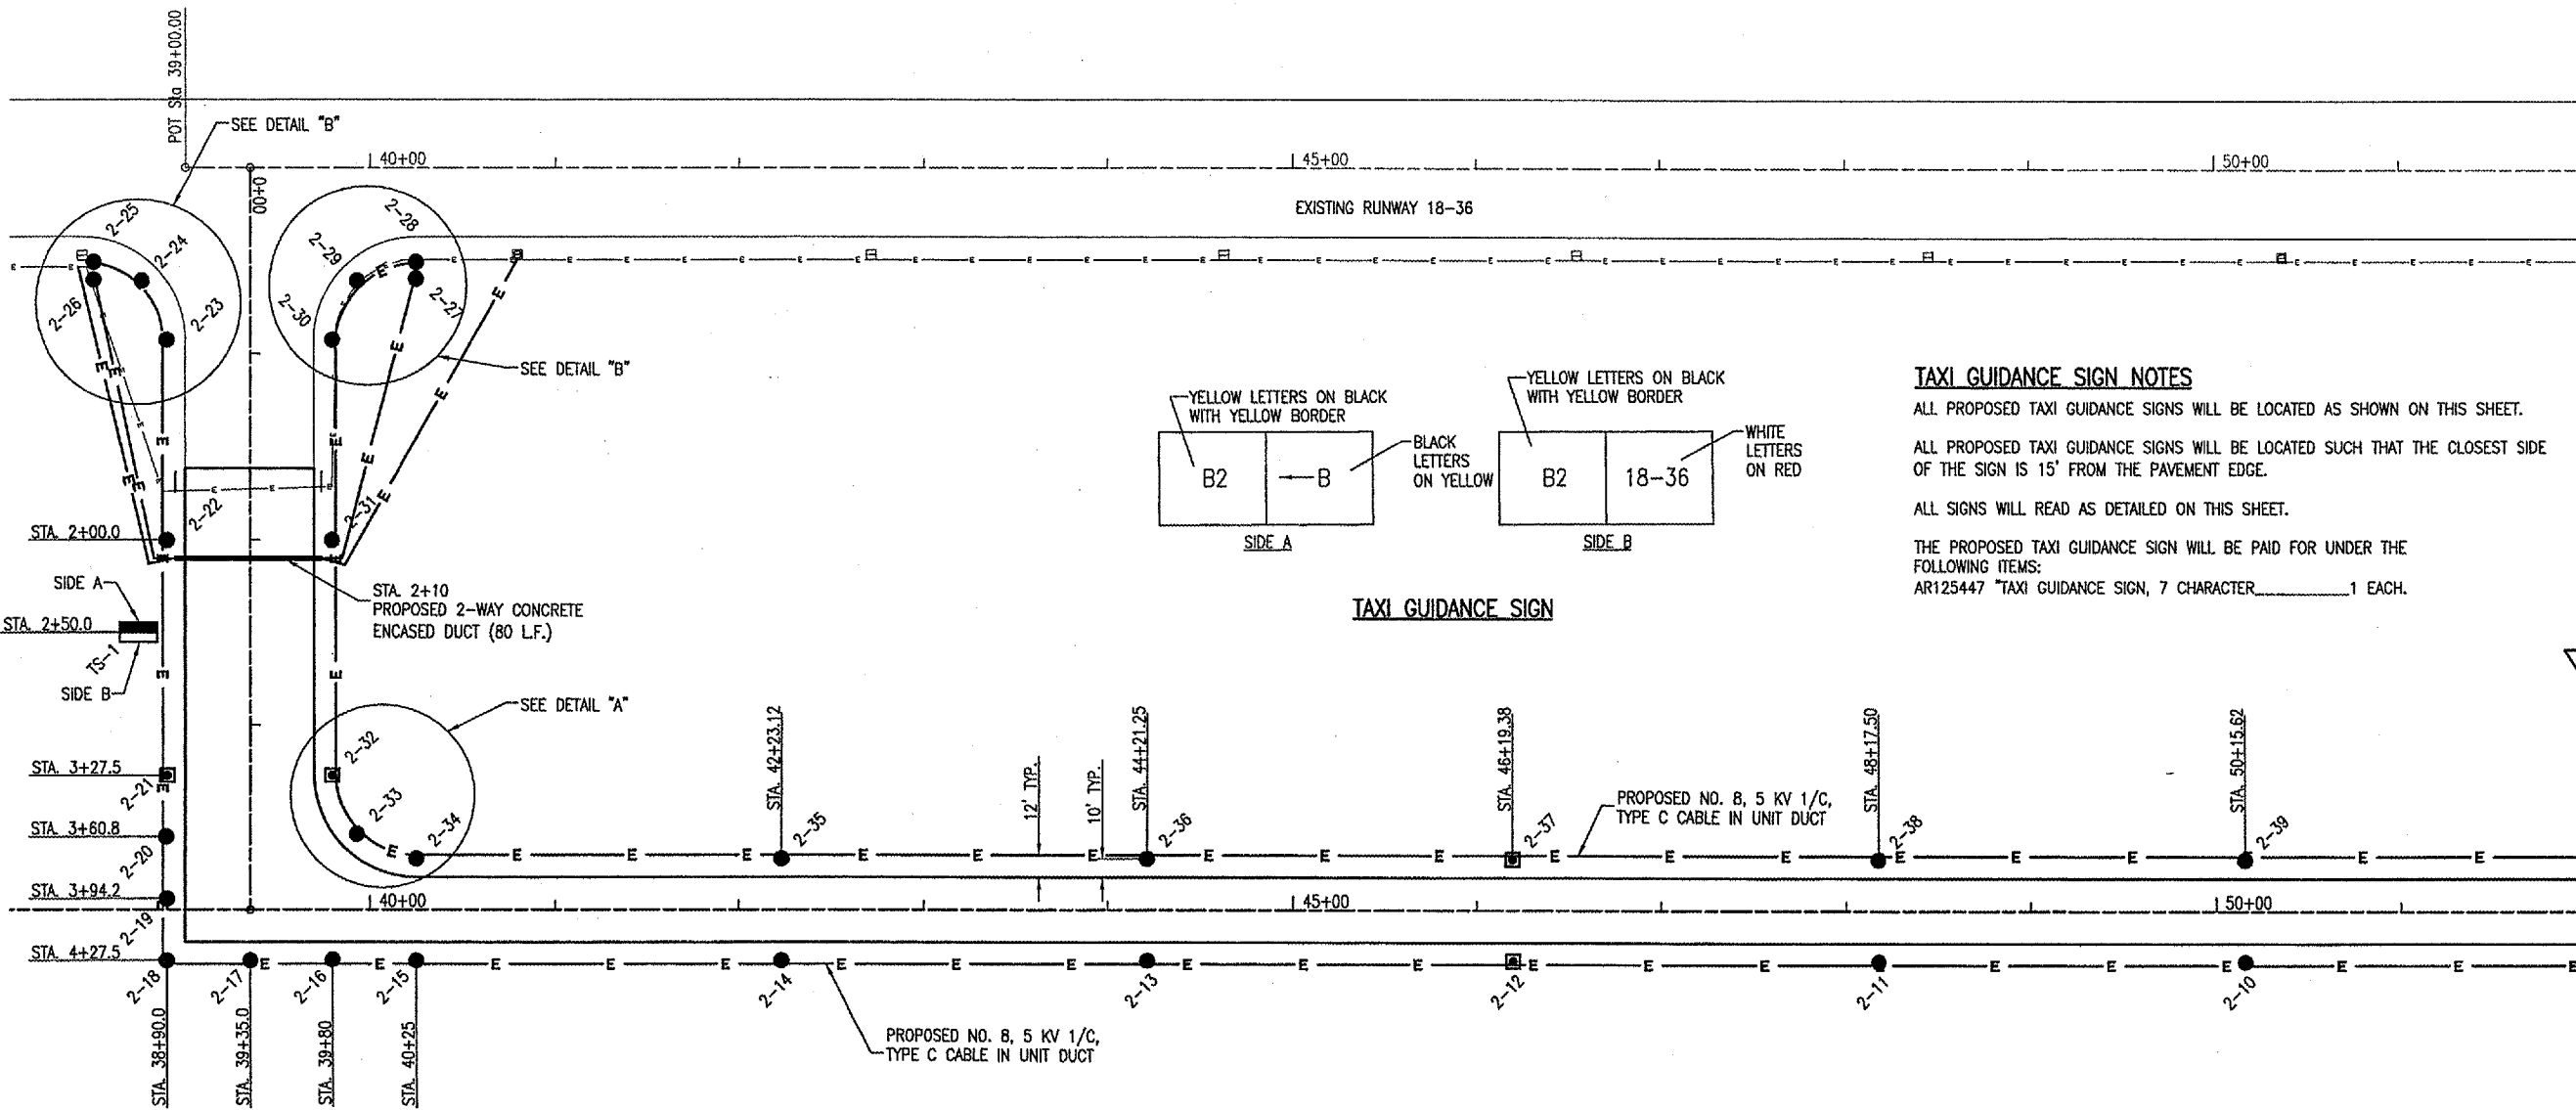 POT Sta 39+00.00
SEE DETAIL "B"
40+00
45+00
50+00
0+00
EXISTING RUNWAY 18-36
2-25
2-24
2-23
2-26
2-28
2-29
2-30
2-27
SEE DETAIL "B"
2-22
2-31
STA. 2+00.0
SIDE A
STA. 2+50.0
TS-1
SIDE B
STA. 2+10
PROPOSED 2-WAY CONCRETE
ENCASED DUCT (80 L.F.)
YELLOW LETTERS ON BLACK
WITH YELLOW BORDER
B2
B
BLACK
LETTERS
ON YELLOW
SIDE A
YELLOW LETTERS ON BLACK
WITH YELLOW BORDER
B2
18-36
WHITE
LETTERS
ON RED
SIDE B
TAXI GUIDANCE SIGN
TAXI GUIDANCE SIGN NOTES
ALL PROPOSED TAXI GUIDANCE SIGNS WILL BE LOCATED AS SHOWN ON THIS SHEET.
ALL PROPOSED TAXI GUIDANCE SIGNS WILL BE LOCATED SUCH THAT THE CLOSEST SIDE
OF THE SIGN IS 15' FROM THE PAVEMENT EDGE.
ALL SIGNS WILL READ AS DETAILED ON THIS SHEET.
THE PROPOSED TAXI GUIDANCE SIGN WILL BE PAID FOR UNDER THE
FOLLOWING ITEMS:
AR125447 "TAXI GUIDANCE SIGN, 7 CHARACTER__________1 EACH.
SEE DETAIL "A"
2-32
2-33
2-34
STA. 3+27.5
2-21
STA. 3+60.8
2-20
STA. 3+94.2
2-19
STA. 4+27.5
STA. 42+23.12
2-35
12' TYP.
10' TYP.
STA. 44+21.25
2-36
STA. 46+19.38
2-37
PROPOSED NO. 8, 5 KV 1/C,
TYPE C CABLE IN UNIT DUCT
STA. 48+17.50
2-38
STA. 50+15.62
2-39
40+00
45+00
50+00
2-18
2-17
2-16
2-15
2-14
2-13
2-12
2-11
2-10
STA. 38+90.0
STA. 39+35.0
STA. 39+80
STA. 40+25
PROPOSED NO. 8, 5 KV 1/C,
TYPE C CABLE IN UNIT DUCT